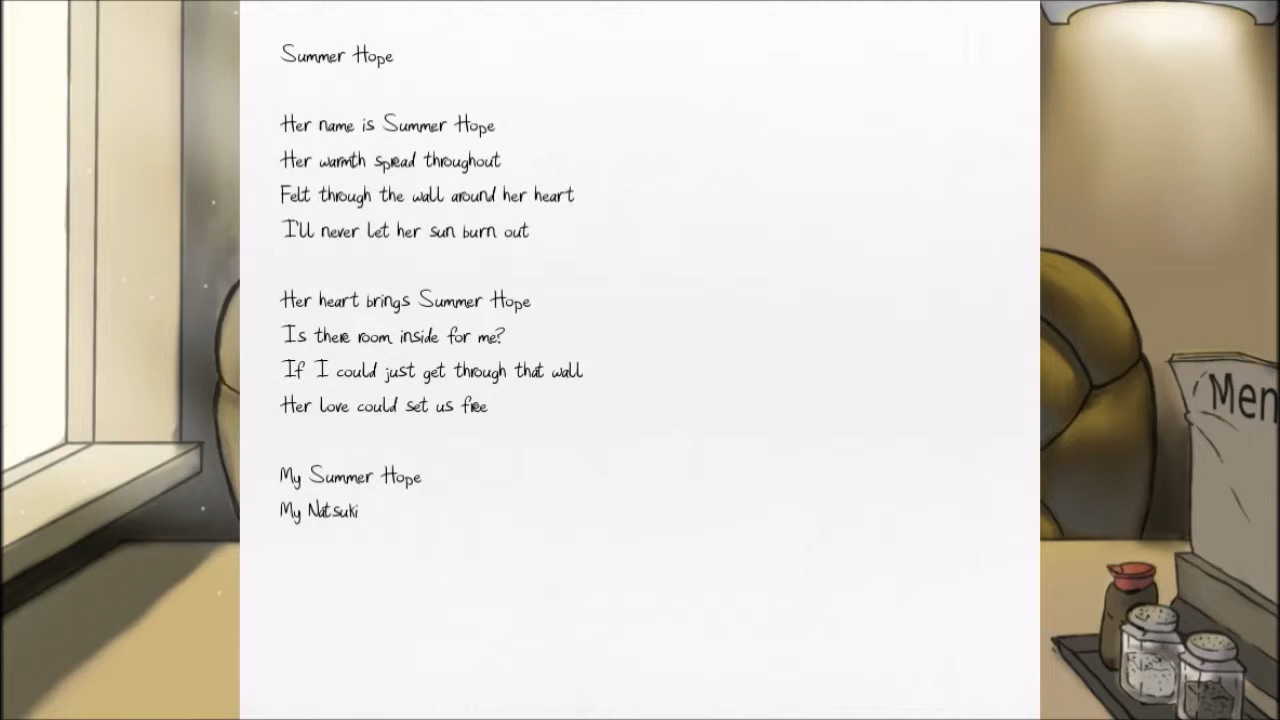 Summer Hope
Her name is Summer Hope
Her warmth spread throughout
Felt through the wall around her heart
I'll never let her sun burn out
Her heart brings Summer Hope
Is there room inside for me?
If I could just get through that wall
Her love could set us free
My Summer Hope
My Natsuki
Men